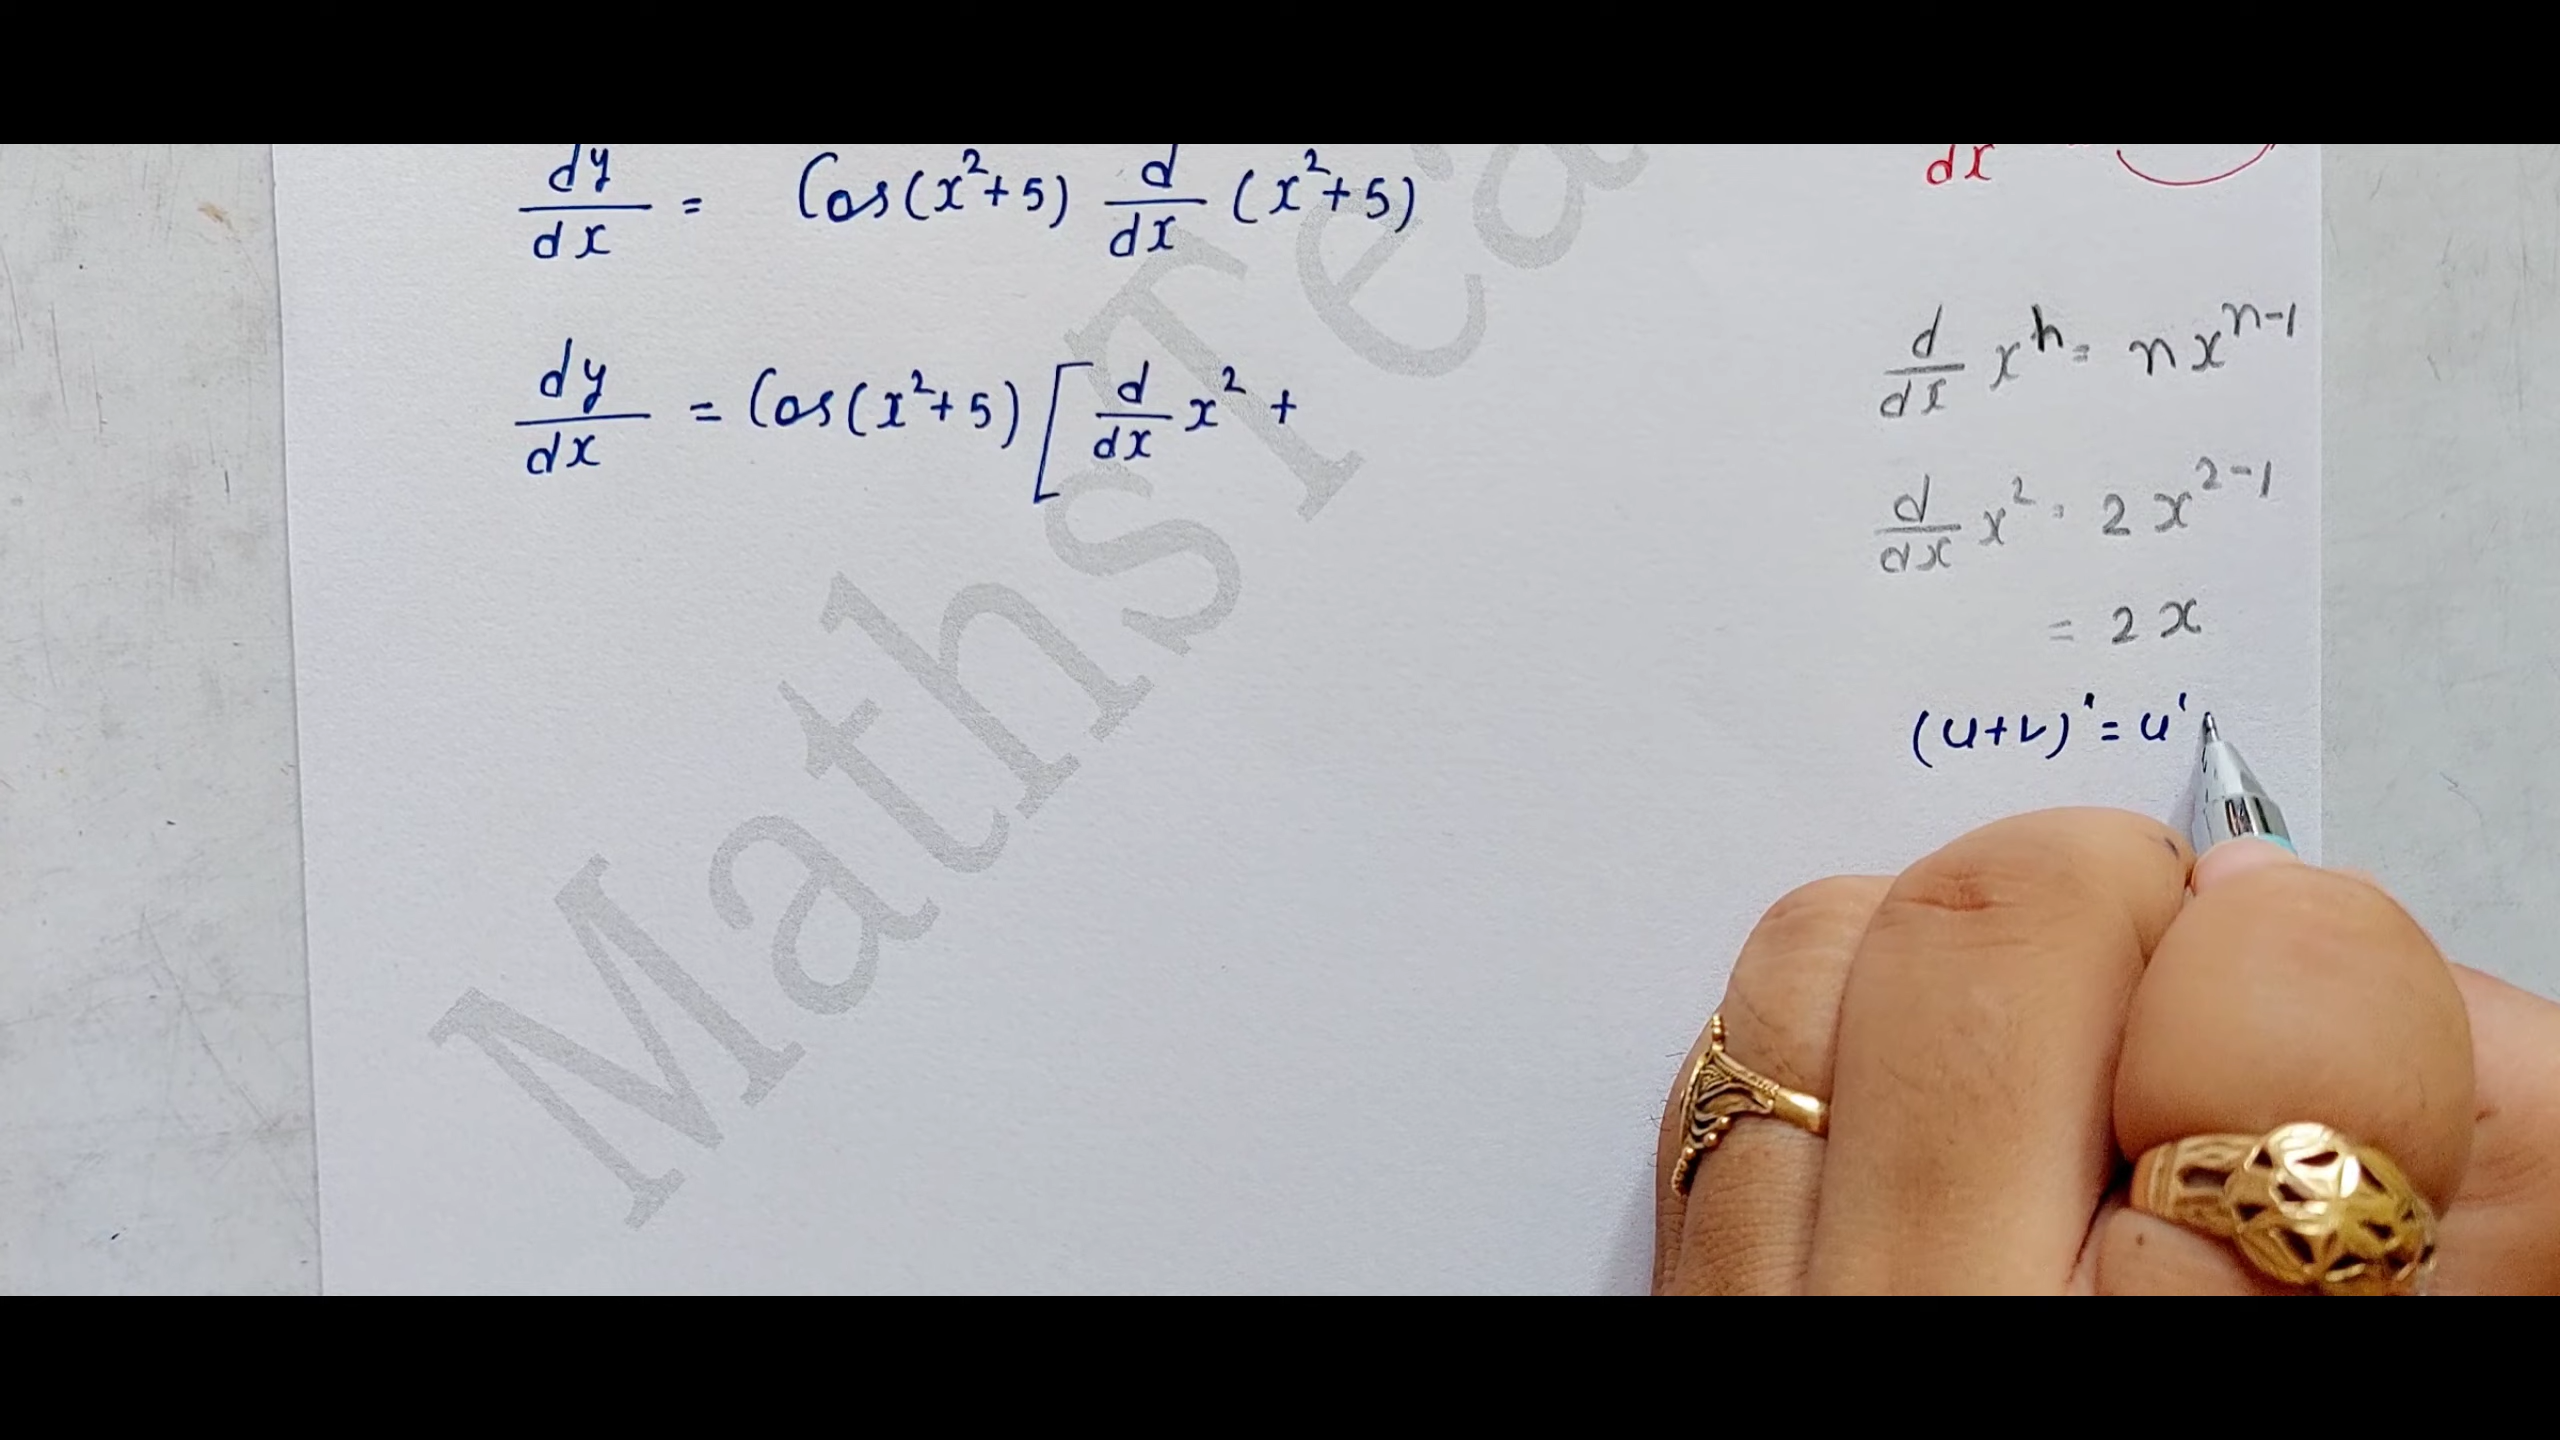 dy/dx = Cos(x²+5) d/dx (x²+5)
dy/dx = Cos(x²+5) [ d/dx x² +
dx
d/dx xⁿ = nxⁿ⁻¹
d/dx x² = 2x²⁻¹
= 2x
(u+v)' = u'
Maths Tea